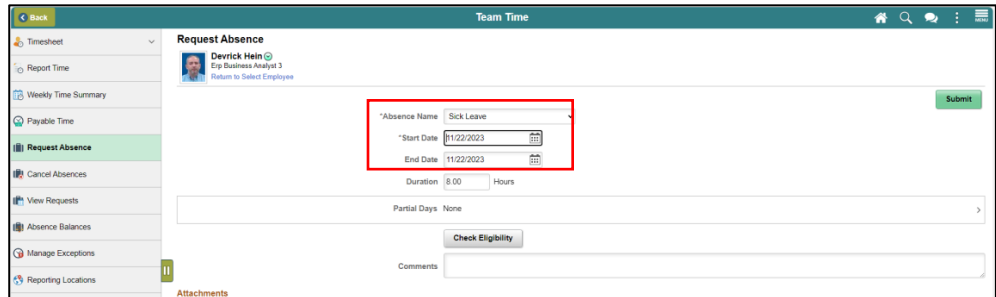 Back
Team Time
MENU
Timesheet
Report Time
Weekly Time Summary
Payable Time
Request Absence
Cancel Absences
View Requests
Absence Balances
Manage Exceptions
Reporting Locations
Request Absence
Devrick Hein
Erp Business Analyst 3
Return to Select Employee
Submit
*Absence Name Sick Leave
*Start Date 11/22/2023
End Date 11/22/2023
Duration 8.00 Hours
Partial Days None
Check Eligibility
Comments
Attachments